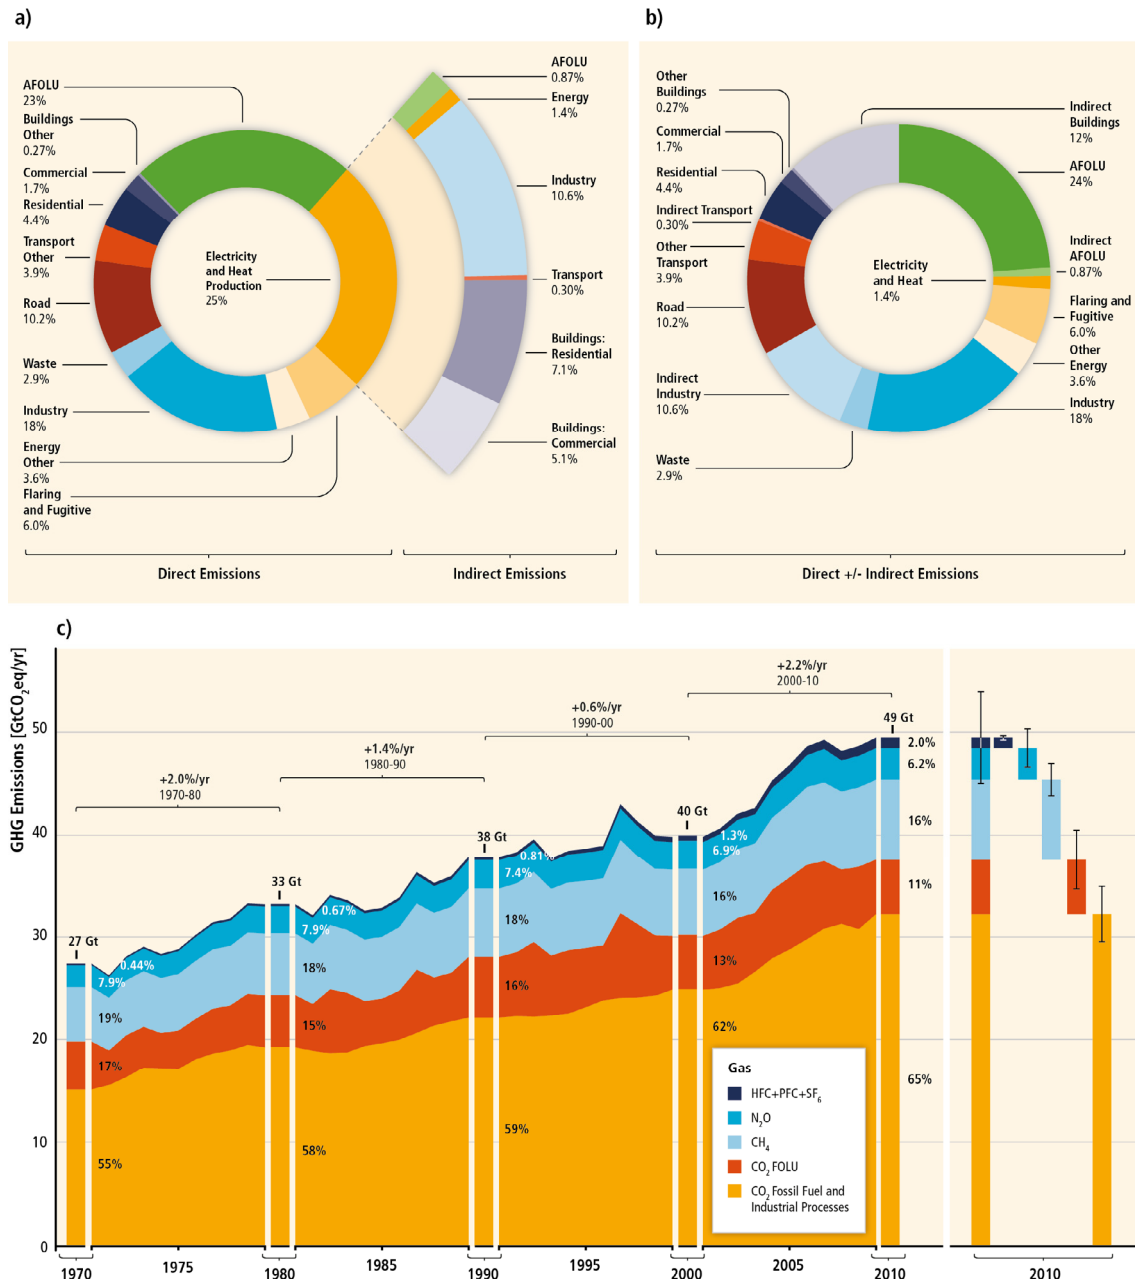 a)
AFOLU
23%
Buildings
Other
0.27%
Commercial
1.7%
Residential
4.4%
Transport
Other
3.9%
Road
10.2%
Waste
2.9%
Industry
18%
Energy
Other
3.6%
Flaring
and Fugitive
6.0%
Electricity
and Heat
Production
25%
AFOLU
0.87%
Energy
1.4%
Industry
10.6%
Transport
0.30%
Buildings:
Residential
7.1%
Buildings:
Commercial
5.1%
Direct Emissions
Indirect Emissions
b)
Other
Buildings
0.27%
Commercial
1.7%
Residential
4.4%
Indirect Transport
0.30%
Other
Transport
3.9%
Road
10.2%
Indirect
Industry
10.6%
Waste
2.9%
Electricity
and Heat
1.4%
Indirect
Buildings
12%
AFOLU
24%
Indirect
AFOLU
0.87%
Flaring and
Fugitive
6.0%
Other
Energy
3.6%
Industry
18%
Direct +/- Indirect Emissions
c)
GHG Emissions [GtCO2eq/yr]
50
40
30
20
10
0
+2.0%/yr
1970-80
+1.4%/yr
1980-90
+0.6%/yr
1990-00
+2.2%/yr
2000-10
27 Gt
0.44%
7.9%
19%
17%
55%
33 Gt
0.67%
7.9%
18%
15%
58%
38 Gt
0.81%
7.4%
18%
16%
59%
40 Gt
1.3%
6.9%
16%
13%
62%
49 Gt
2.0%
6.2%
16%
11%
65%
Gas
HFC+PFC+SF6
N2O
CH4
CO2 FOLU
CO2 Fossil Fuel and
Industrial Processes
1970
1975
1980
1985
1990
1995
2000
2005
2010
2010